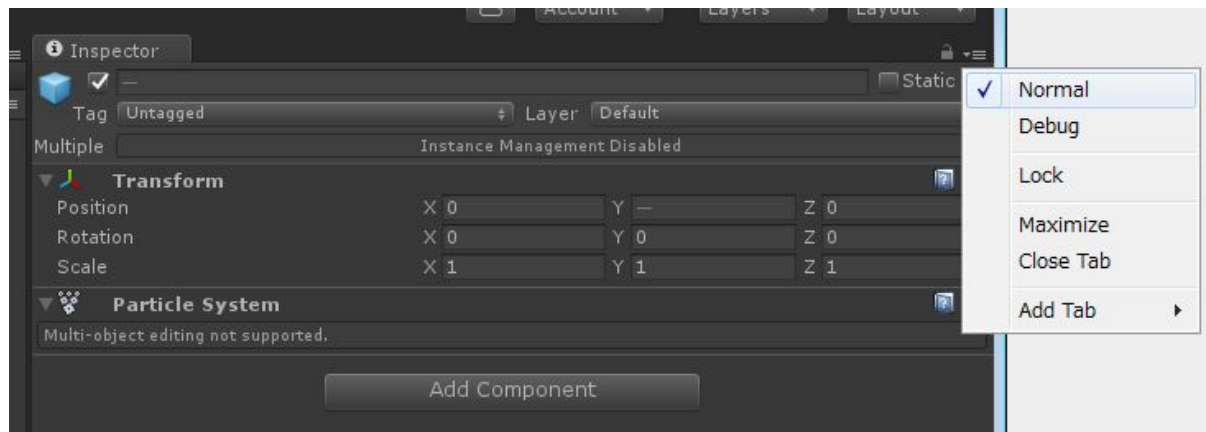 Account Layers Layout
Inspector
— Static
Tag Untagged Layer Default
Multiple Instance Management Disabled
Transform
Position X 0 Y — Z 0
Rotation X 0 Y 0 Z 0
Scale X 1 Y 1 Z 1
Particle System
Multi-object editing not supported.
Add Component
Normal
Debug
Lock
Maximize
Close Tab
Add Tab